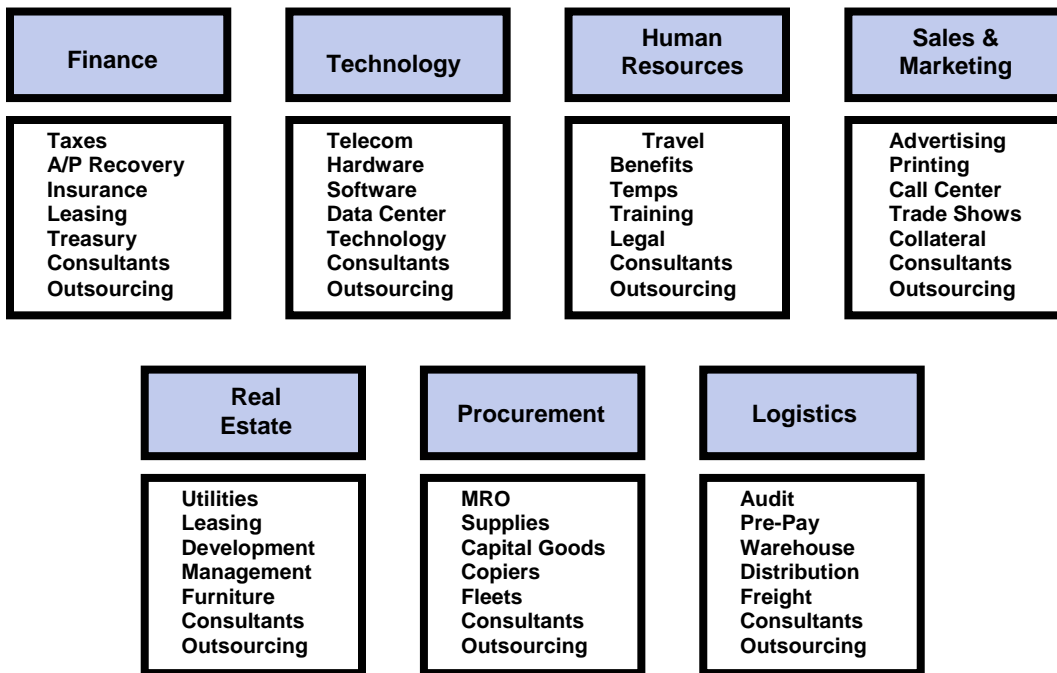 Finance
Taxes
A/P Recovery
Insurance
Leasing
Treasury
Consultants
Outsourcing
Technology
Telecom
Hardware
Software
Data Center
Technology
Consultants
Outsourcing
Human
Resources
Travel
Benefits
Temps
Training
Legal
Consultants
Outsourcing
Sales &
Marketing
Advertising
Printing
Call Center
Trade Shows
Collateral
Consultants
Outsourcing
Real
Estate
Utilities
Leasing
Development
Management
Furniture
Consultants
Outsourcing
Procurement
MRO
Supplies
Capital Goods
Copiers
Fleets
Consultants
Outsourcing
Logistics
Audit
Pre-Pay
Warehouse
Distribution
Freight
Consultants
Outsourcing